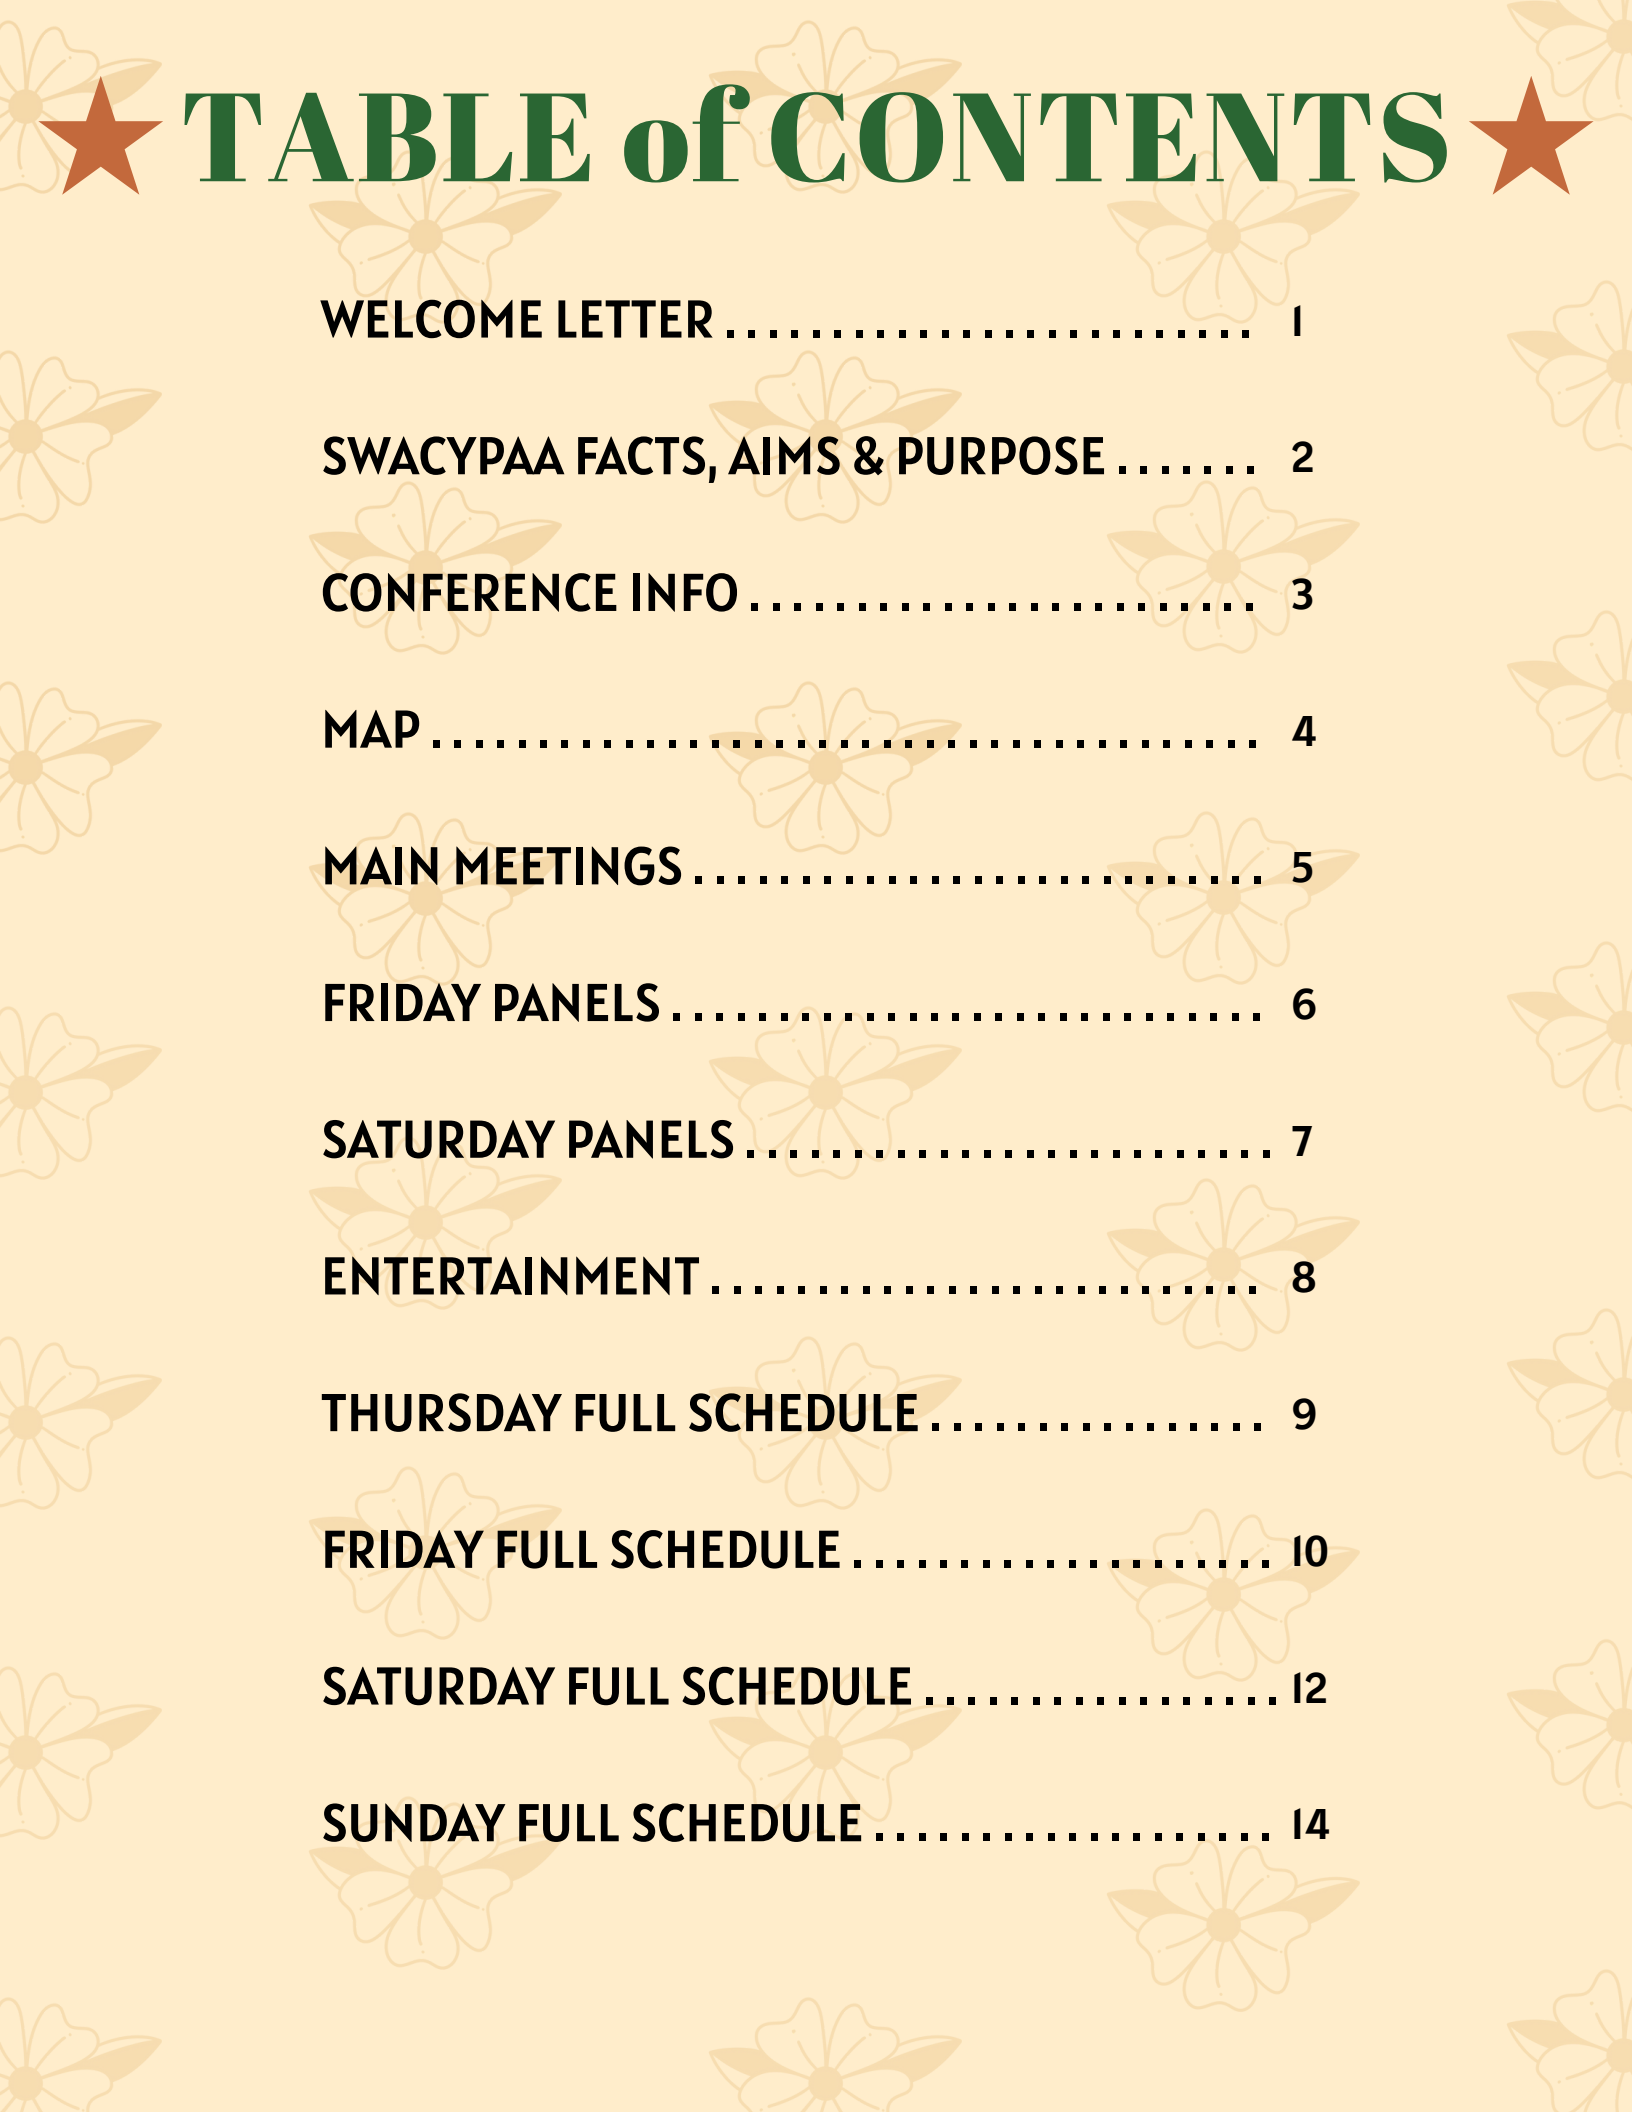 TABLE of CONTENTS
WELCOME LETTER ......................... 1
SWACYPAA FACTS, AIMS & PURPOSE ....... 2
CONFERENCE INFO ........................ 3
MAP ....................................... 4
MAIN MEETINGS ........................... 5
FRIDAY PANELS ............................ 6
SATURDAY PANELS ......................... 7
ENTERTAINMENT .......................... 8
THURSDAY FULL SCHEDULE ................ 9
FRIDAY FULL SCHEDULE .................... 10
SATURDAY FULL SCHEDULE ................. 12
SUNDAY FULL SCHEDULE ................... 14